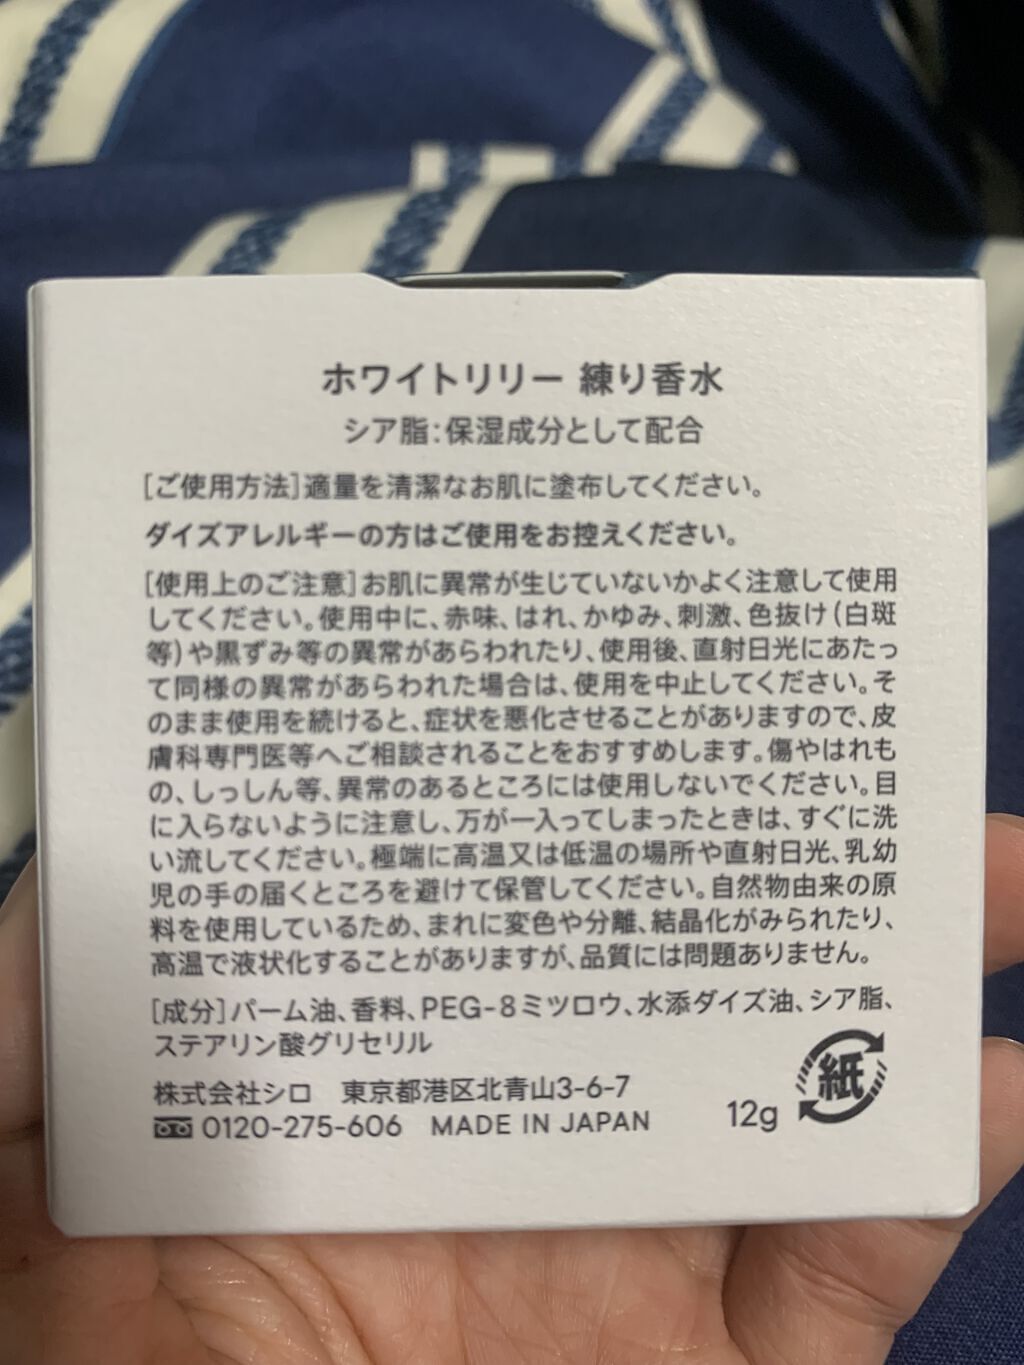 ホワイトリリー 練り香水
シア脂:保湿成分として配合
[ご使用方法]適量を清潔なお肌に塗布してください。
ダイズアレルギーの方はご使用をお控えください。
[使用上のご注意]お肌に異常が生じていないかよく注意して使用
してください。使用中に、赤味、はれ、かゆみ、刺激、色抜け(白斑
等)や黒ずみ等の異常があらわれたり、使用後、直射日光にあたっ
て同様の異常があらわれた場合は、使用を中止してください。そ
のまま使用を続けると、症状を悪化させることがありますので、皮
膚科専門医等へご相談されることをおすすめします。傷やはれも
の、しっしん等、異常のあるところには使用しないでください。目
に入らないように注意し、万が一入ってしまったときは、すぐに洗
い流してください。極端に高温又は低温の場所や直射日光、乳幼
児の手の届くところを避けて保管してください。自然物由来の原
料を使用しているため、まれに変色や分離、結晶化がみられたり、
高温で液状化することがありますが、品質には問題ありません。
[成分]パーム油、香料、PEG-8ミツロウ、水添ダイズ油、シア脂、
ステアリン酸グリセリル
株式会社シロ 東京都港区北青山3-6-7
0120-275-606 MADE IN JAPAN
12g
紙